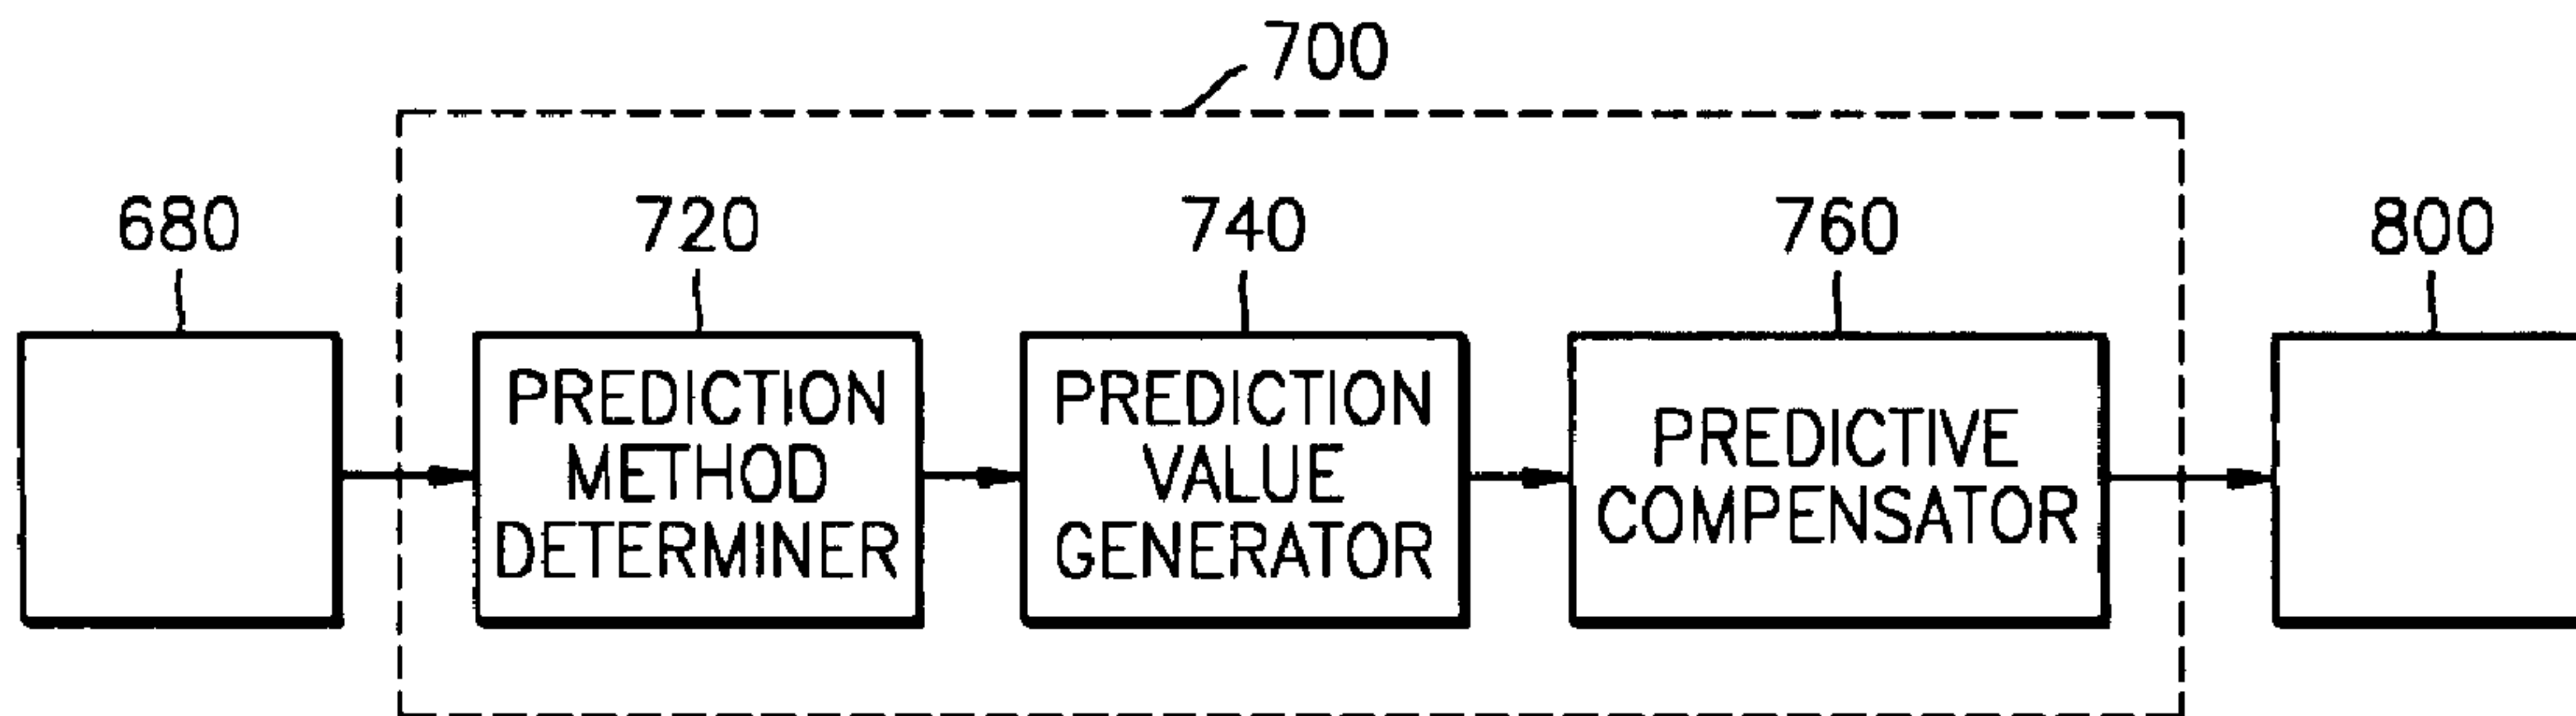 700
680
720
740
760
800
PREDICTION
METHOD
DETERMINER
PREDICTION
VALUE
GENERATOR
PREDICTIVE
COMPENSATOR